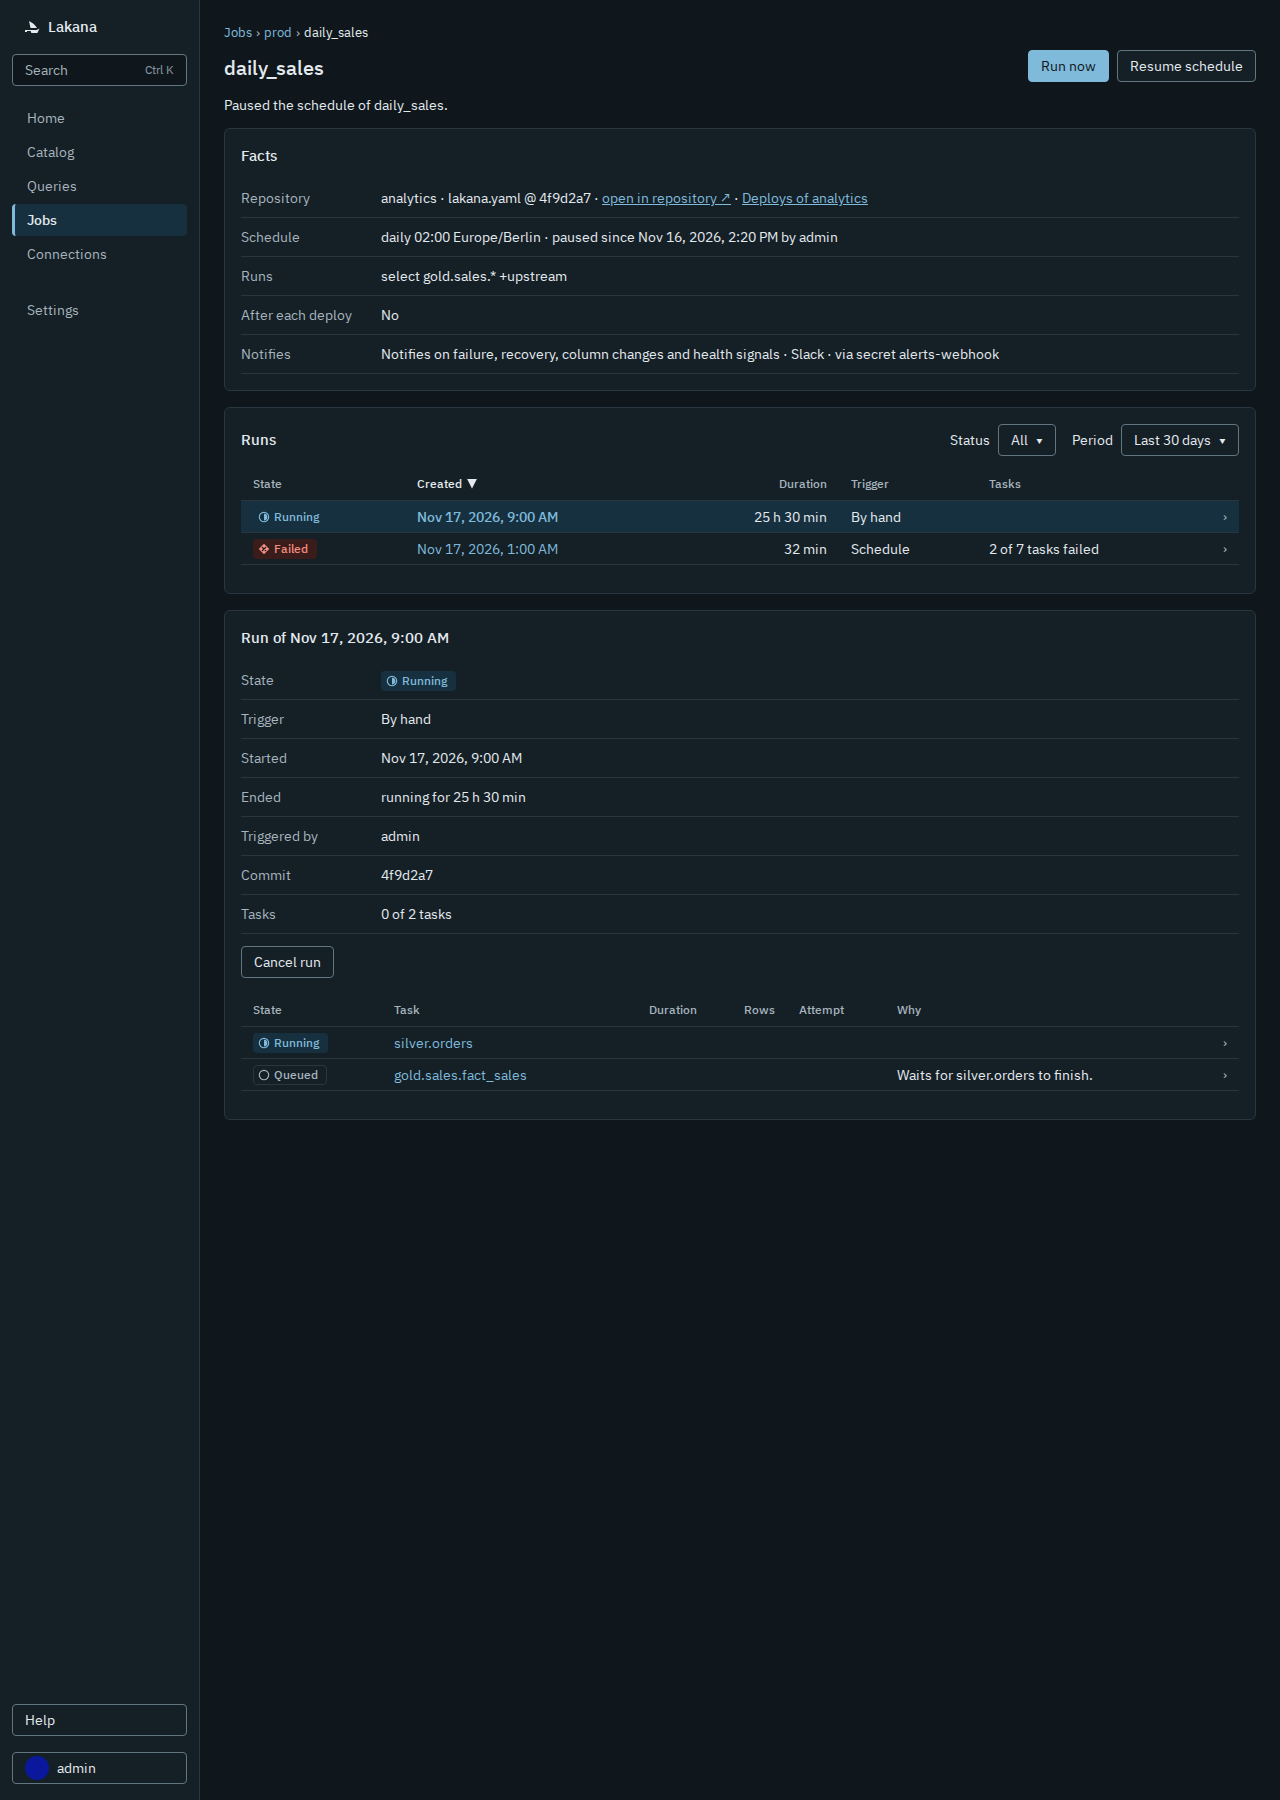 Lakana
Search Ctrl K
Home
Catalog
Queries
Jobs
Connections
Settings
Help
admin
Jobs › prod › daily_sales
daily_sales
Run now Resume schedule
Paused the schedule of daily_sales.
Facts
Repository analytics · lakana.yaml @ 4f9d2a7 · open in repository ↗ · Deploys of analytics
Schedule daily 02:00 Europe/Berlin · paused since Nov 16, 2026, 2:20 PM by admin
Runs select gold.sales.* +upstream
After each deploy No
Notifies Notifies on failure, recovery, column changes and health signals · Slack · via secret alerts-webhook
Runs Status All ▾ Period Last 30 days ▾
State Created ▼ Duration Trigger Tasks
Running Nov 17, 2026, 9:00 AM 25 h 30 min By hand ›
Failed Nov 17, 2026, 1:00 AM 32 min Schedule 2 of 7 tasks failed ›
Run of Nov 17, 2026, 9:00 AM
State Running
Trigger By hand
Started Nov 17, 2026, 9:00 AM
Ended running for 25 h 30 min
Triggered by admin
Commit 4f9d2a7
Tasks 0 of 2 tasks
Cancel run
State Task Duration Rows Attempt Why
Running silver.orders ›
Queued gold.sales.fact_sales Waits for silver.orders to finish. ›